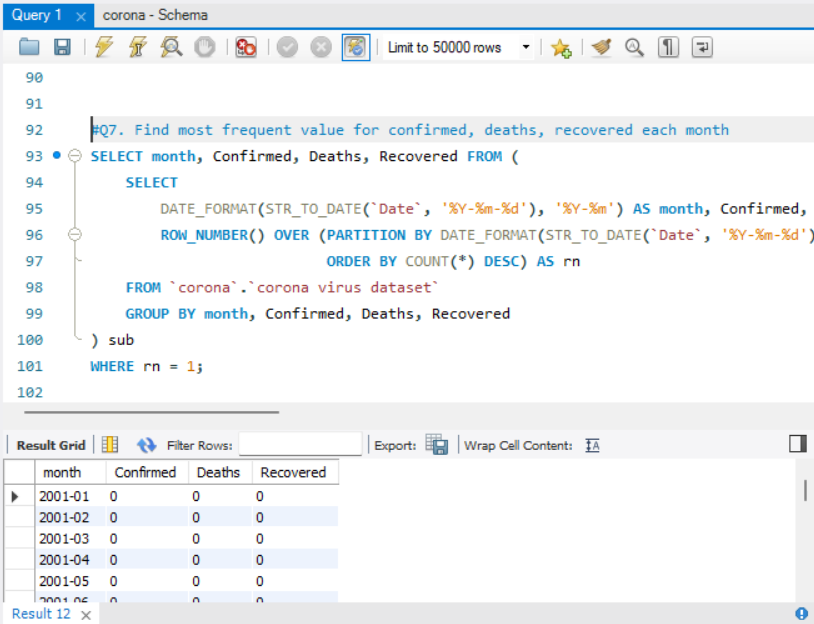 Query 1 corona - Schema
Limit to 50000 rows
90
91
92 #Q7. Find most frequent value for confirmed, deaths, recovered each month
93 SELECT month, Confirmed, Deaths, Recovered FROM (
94 SELECT
95 DATE_FORMAT(STR_TO_DATE(`Date`, '%Y-%m-%d'), '%Y-%m') AS month, Confirmed,
96 ROW_NUMBER() OVER (PARTITION BY DATE_FORMAT(STR_TO_DATE(`Date`, '%Y-%m-%d')
97 ORDER BY COUNT(*) DESC) AS rn
98 FROM `corona`.`corona virus dataset`
99 GROUP BY month, Confirmed, Deaths, Recovered
100 ) sub
101 WHERE rn = 1;
102
Result Grid Filter Rows: Export: Wrap Cell Content:
month Confirmed Deaths Recovered
2001-01 0 0 0
2001-02 0 0 0
2001-03 0 0 0
2001-04 0 0 0
2001-05 0 0 0
2001-06 0 0 0
Result 12